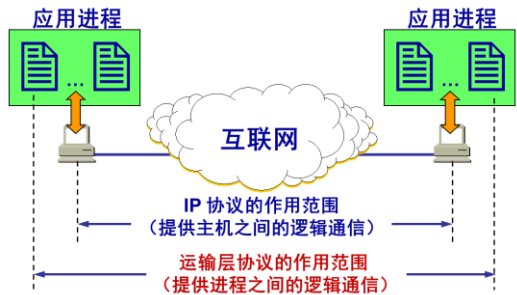 应用进程 应用进程
… …
互联网
IP 协议的作用范围
（提供主机之间的逻辑通信）
运输层协议的作用范围
（提供进程之间的逻辑通信）